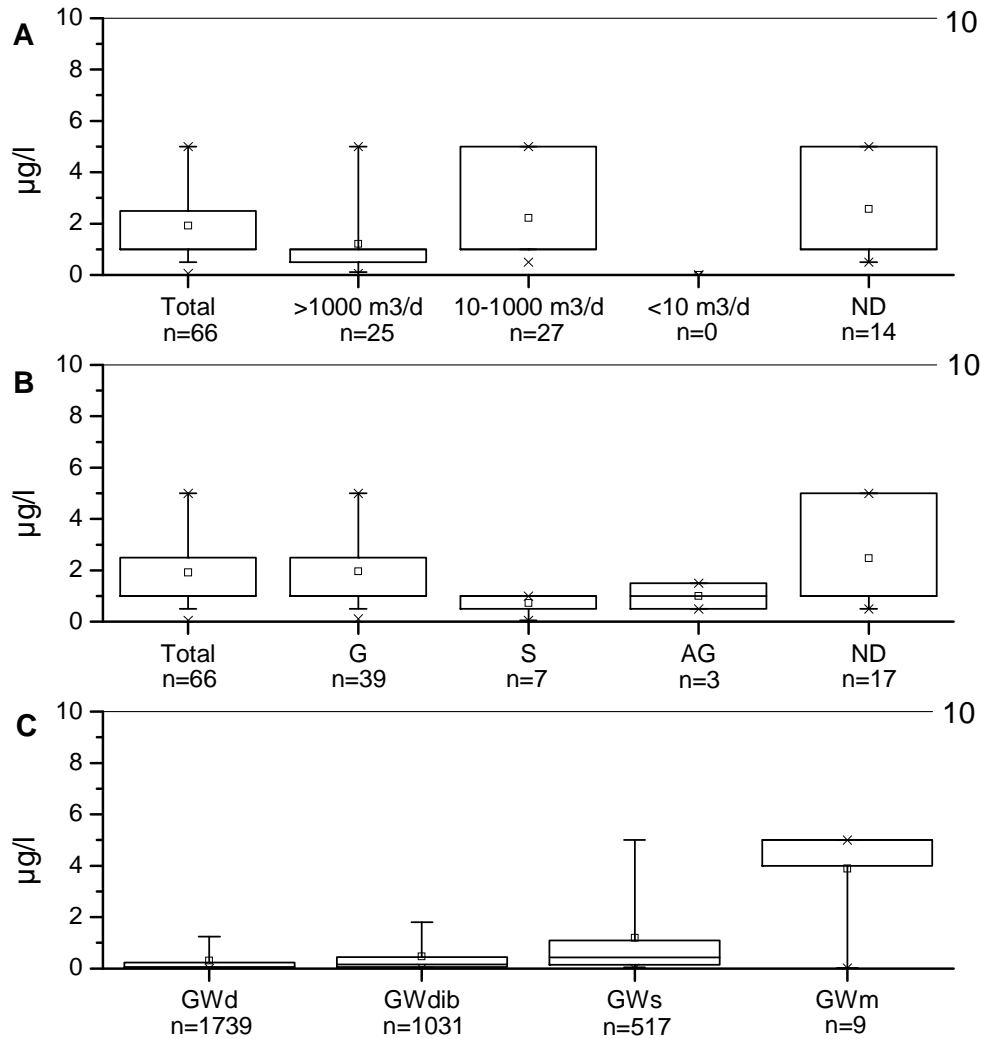 A
10
10
8
6
4
2
0
µg/l
Total >1000 m3/d 10-1000 m3/d <10 m3/d ND
n=66 n=25 n=27 n=0 n=14
B
10
10
8
6
4
2
0
µg/l
Total G S AG ND
n=66 n=39 n=7 n=3 n=17
C
10
10
8
6
4
2
0
µg/l
GWd GWdib GWs GWm
n=1739 n=1031 n=517 n=9